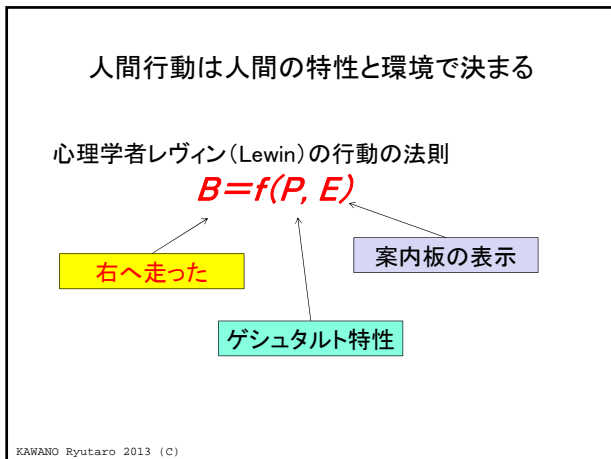 人間行動は人間の特性と環境で決まる
心理学者レヴィン(Lewin)の行動の法則
B=f(P, E)
案内板の表示
右へ走った
ゲシュタルト特性
KAWANO Ryutaro 2013 (C)